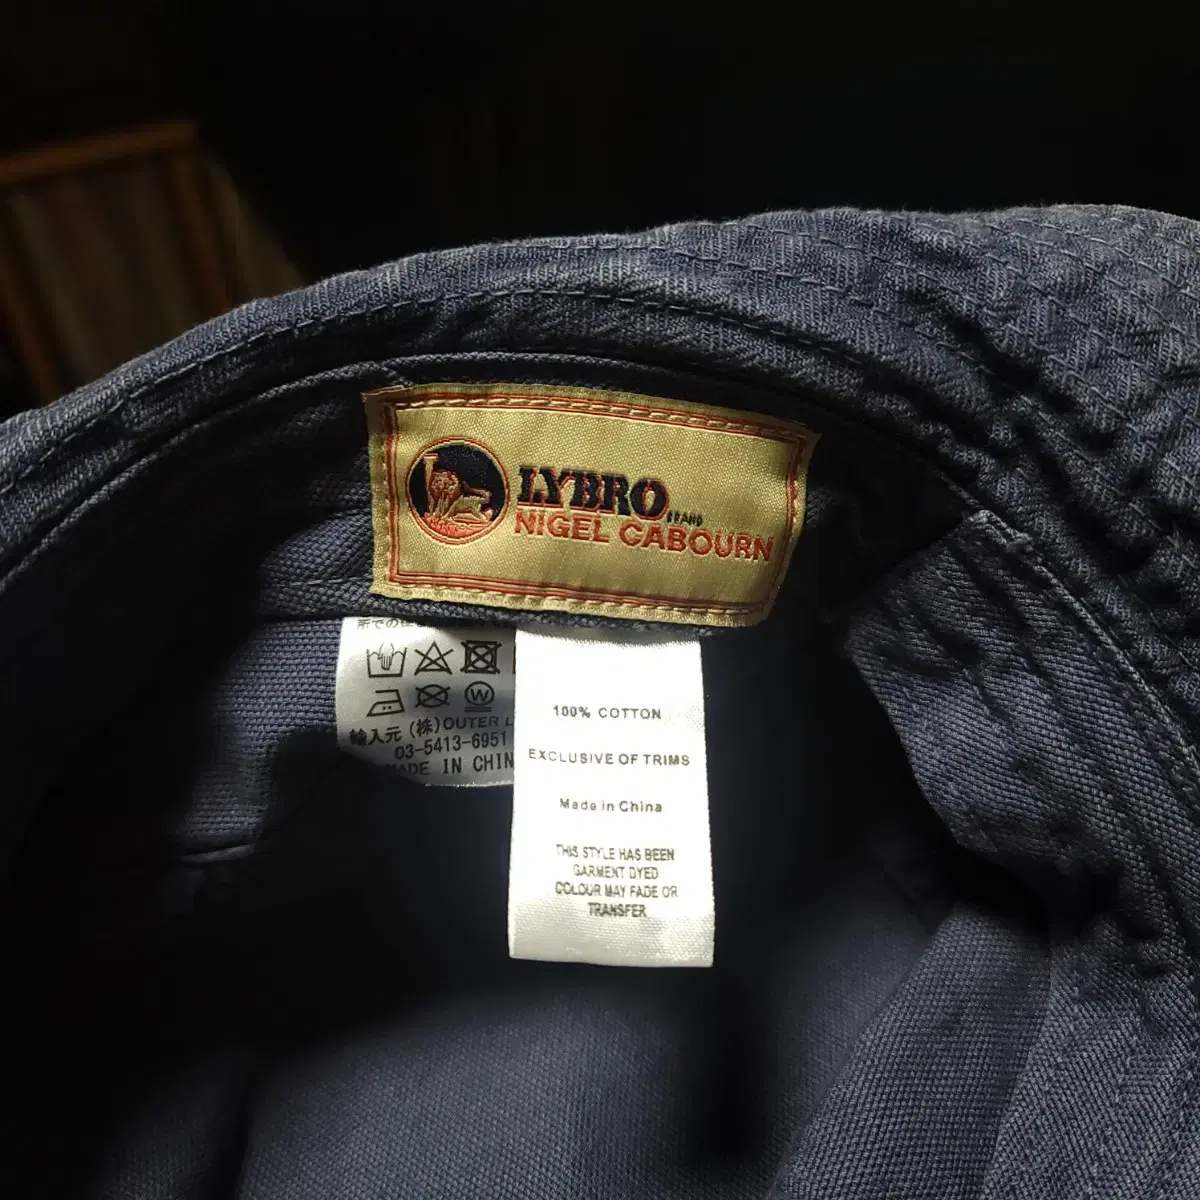 LYBRO
BRAND
NIGEL CABOURN
W
輸入元 (株)OUTER L
03-5413-6951
MADE IN CHIN
100% COTTON
EXCLUSIVE OF TRIMS
Made in China
THIS STYLE HAS BEEN
GARMENT DYED
COLOUR MAY FADE OR
TRANSFER